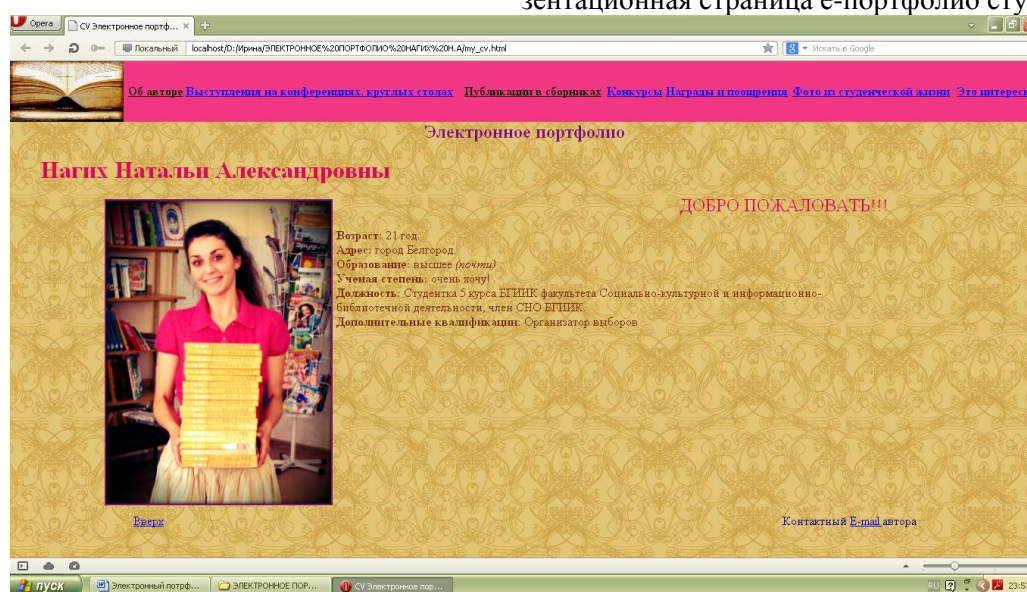 зентационная страница е-портфолио сту
Opera
CV Электронное портф...
Локальный localhost/D:/Ирина/ЭЛЕКТРОННОЕ%20ПОРТФОЛИО%20НАГИХ%20Н.А/my_cv.html
Искать в Google
Об авторе Выступления на конференциях, круглых столах Публикации в сборниках Конкурсы Награды и поощрения Фото из студенческой жизни Это интересн
Электронное портфолио
Нагих Натальи Александровны
ДОБРО ПОЖАЛОВАТЬ!!!
Возраст: 21 год.
Адрес: город Белгород.
Образование: высшее (почти)
Ученая степень: очень хочу!
Должность: Студентка 5 курса БГИИК факультета Социально-культурной и информационно-
библиотечной деятельности, член СНО БГИИК.
Дополнительные квалификации: Организатор выборов
Вверх
Контактный E-mail автора
пуск
Электронный потрф...
ЭЛЕКТРОННОЕ ПОР...
CV Электронное пор...
RU
23:5